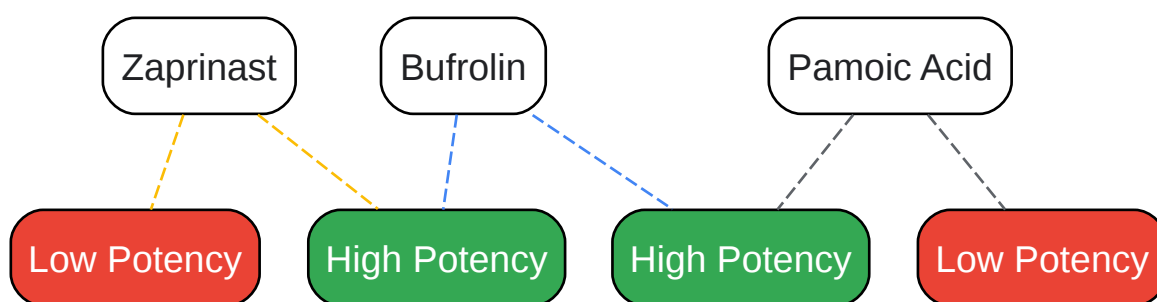 Zaprinast
Bufrolin
Pamoic Acid
Low Potency
High Potency
High Potency
Low Potency